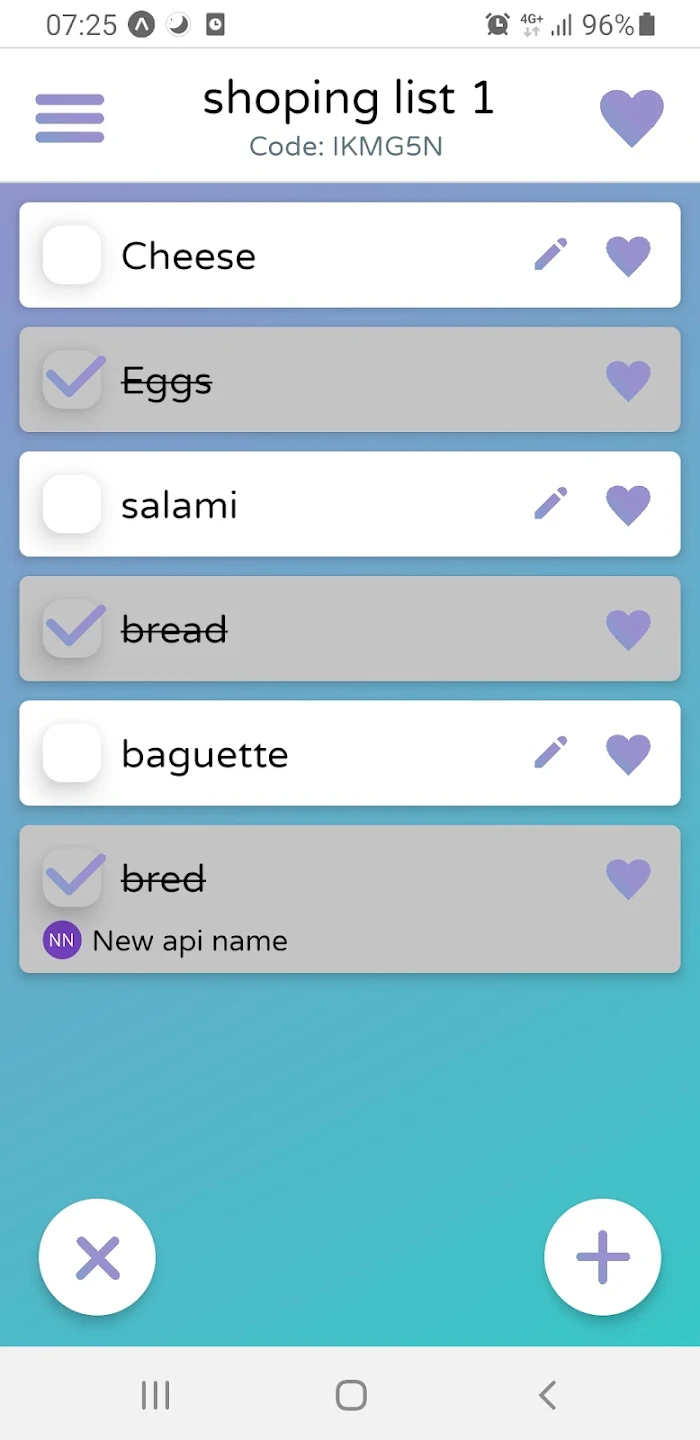 07:25 4G+ 96%
shoping list 1
Code: IKMG5N
Cheese
Eggs
salami
bread
baguette
bred
NN New api name